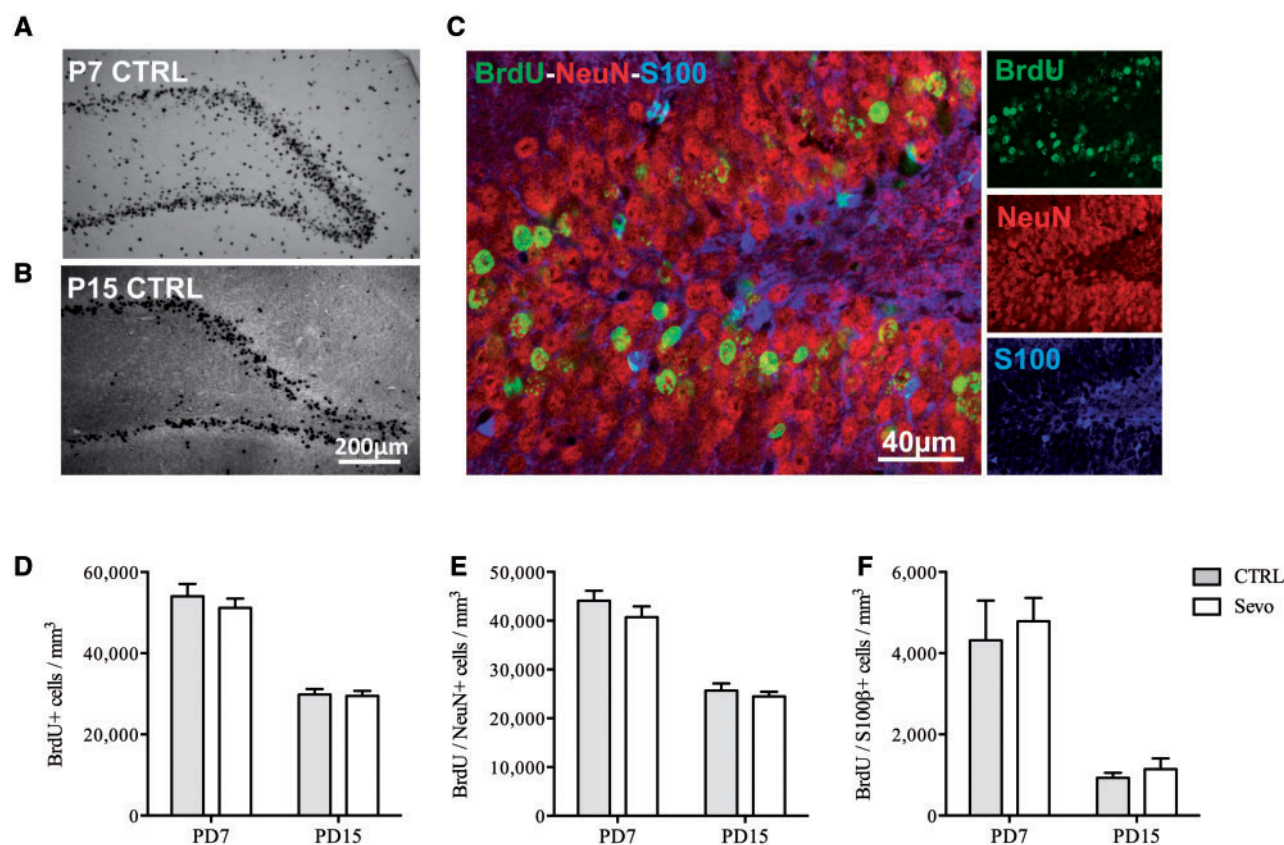 A
P7 CTRL
B
P15 CTRL
200µm
C
BrdU-NeuN-S100
40µm
BrdU
NeuN
S100
D
BrdU+ cells / mm³
60,000
40,000
20,000
0
PD7 PD15
E
BrdU / NeuN+ cells / mm³
50,000
40,000
30,000
20,000
10,000
0
PD7 PD15
F
BrdU / S100β+ cells / mm³
6,000
4,000
2,000
0
PD7 PD15
CTRL
Sevo